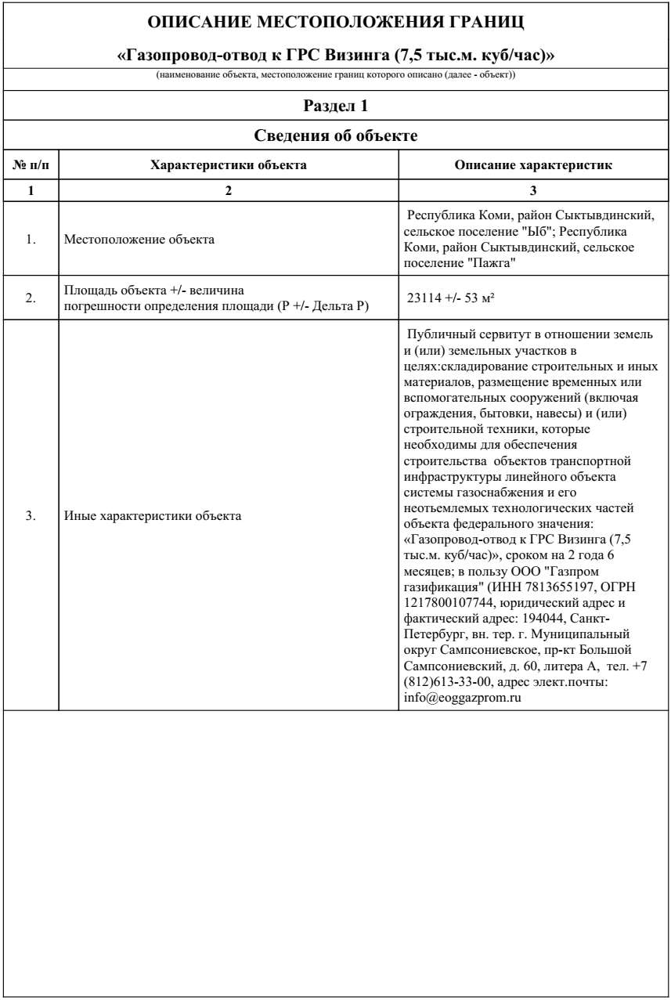 ОПИСАНИЕ МЕСТОПОЛОЖЕНИЯ ГРАНИЦ
«Газопровод-отвод к ГРС Визинга (7,5 тыс.м. куб/час)»
(наименование объекта, местоположение границ которого описано (далее - объект))
Раздел 1
Сведения об объекте
№ п/п Характеристики объекта Описание характеристик
1 2 3
1. Местоположение объекта
Республика Коми, район Сыктывдинский,
сельское поселение "Ыб"; Республика
Коми, район Сыктывдинский, сельское
поселение "Пажга"
2.
Площадь объекта +/- величина
погрешности определения площади (P +/- Дельта P)
23114 +/- 53 м²
3. Иные характеристики объекта
Публичный сервитут в отношении земель
и (или) земельных участков в
целях:складирование строительных и иных
материалов, размещение временных или
вспомогательных сооружений (включая
ограждения, бытовки, навесы) и (или)
строительной техники, которые
необходимы для обеспечения
строительства  объектов транспортной
инфраструктуры линейного объекта
системы газоснабжения и его
неотъемлемых технологических частей
объекта федерального значения:
«Газопровод-отвод к ГРС Визинга (7,5
тыс.м. куб/час)», сроком на 2 года 6
месяцев; в пользу ООО "Газпром
газификация" (ИНН 7813655197, ОГРН
1217800107744, юридический адрес и
фактический адрес: 194044, Санкт-
Петербург, вн. тер. г. Муниципальный
округ Сампсониевское, пр-кт Большой
Сампсониевский, д. 60, литера А,  тел. +7
(812)613-33-00, адрес элект.почты:
info@eoggazprom.ru